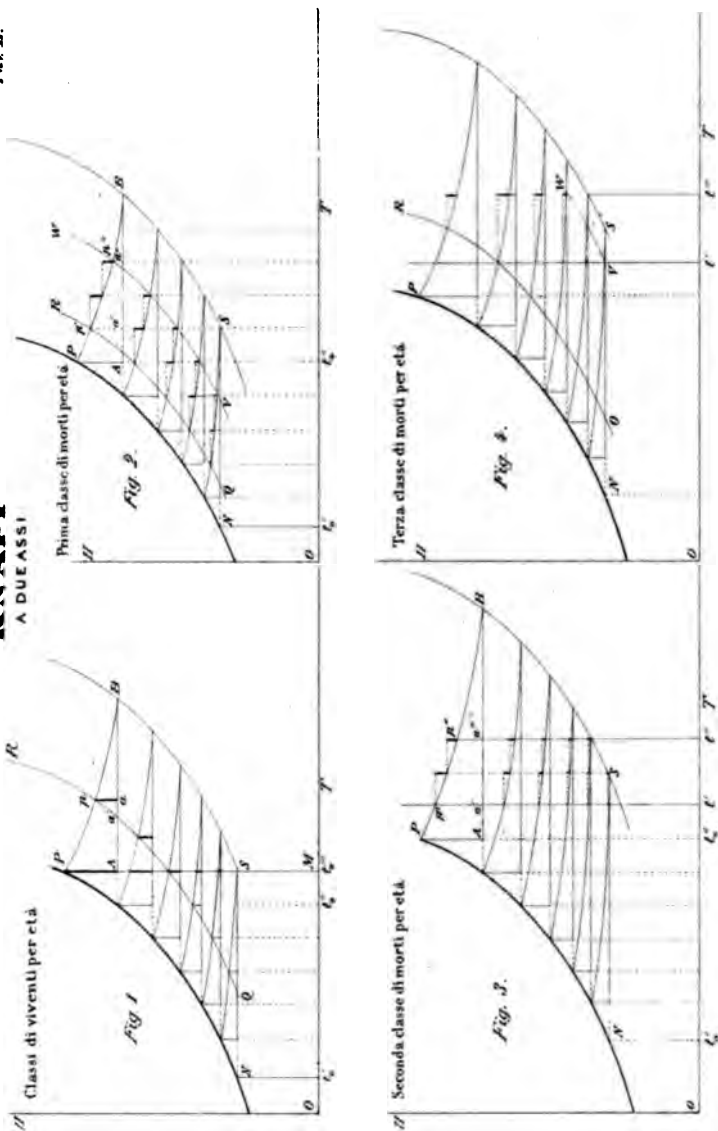 A DUE ASSI
Classi di viventi per età
Fig. 1
H
R
P
p
B
A
a
S
Q
N
O
M
T
Prima classe di morti per età
Fig. 2
H
W
R
P
B
A
S
V
Q
N
O
T
Seconda classe di morti per età
Fig. 3.
H
P
B
A
S
N
O
t'
t''
T
Terza classe di morti per età
Fig. 4.
H
R
P
W
S
V
Q
N
O
t'
t''
T